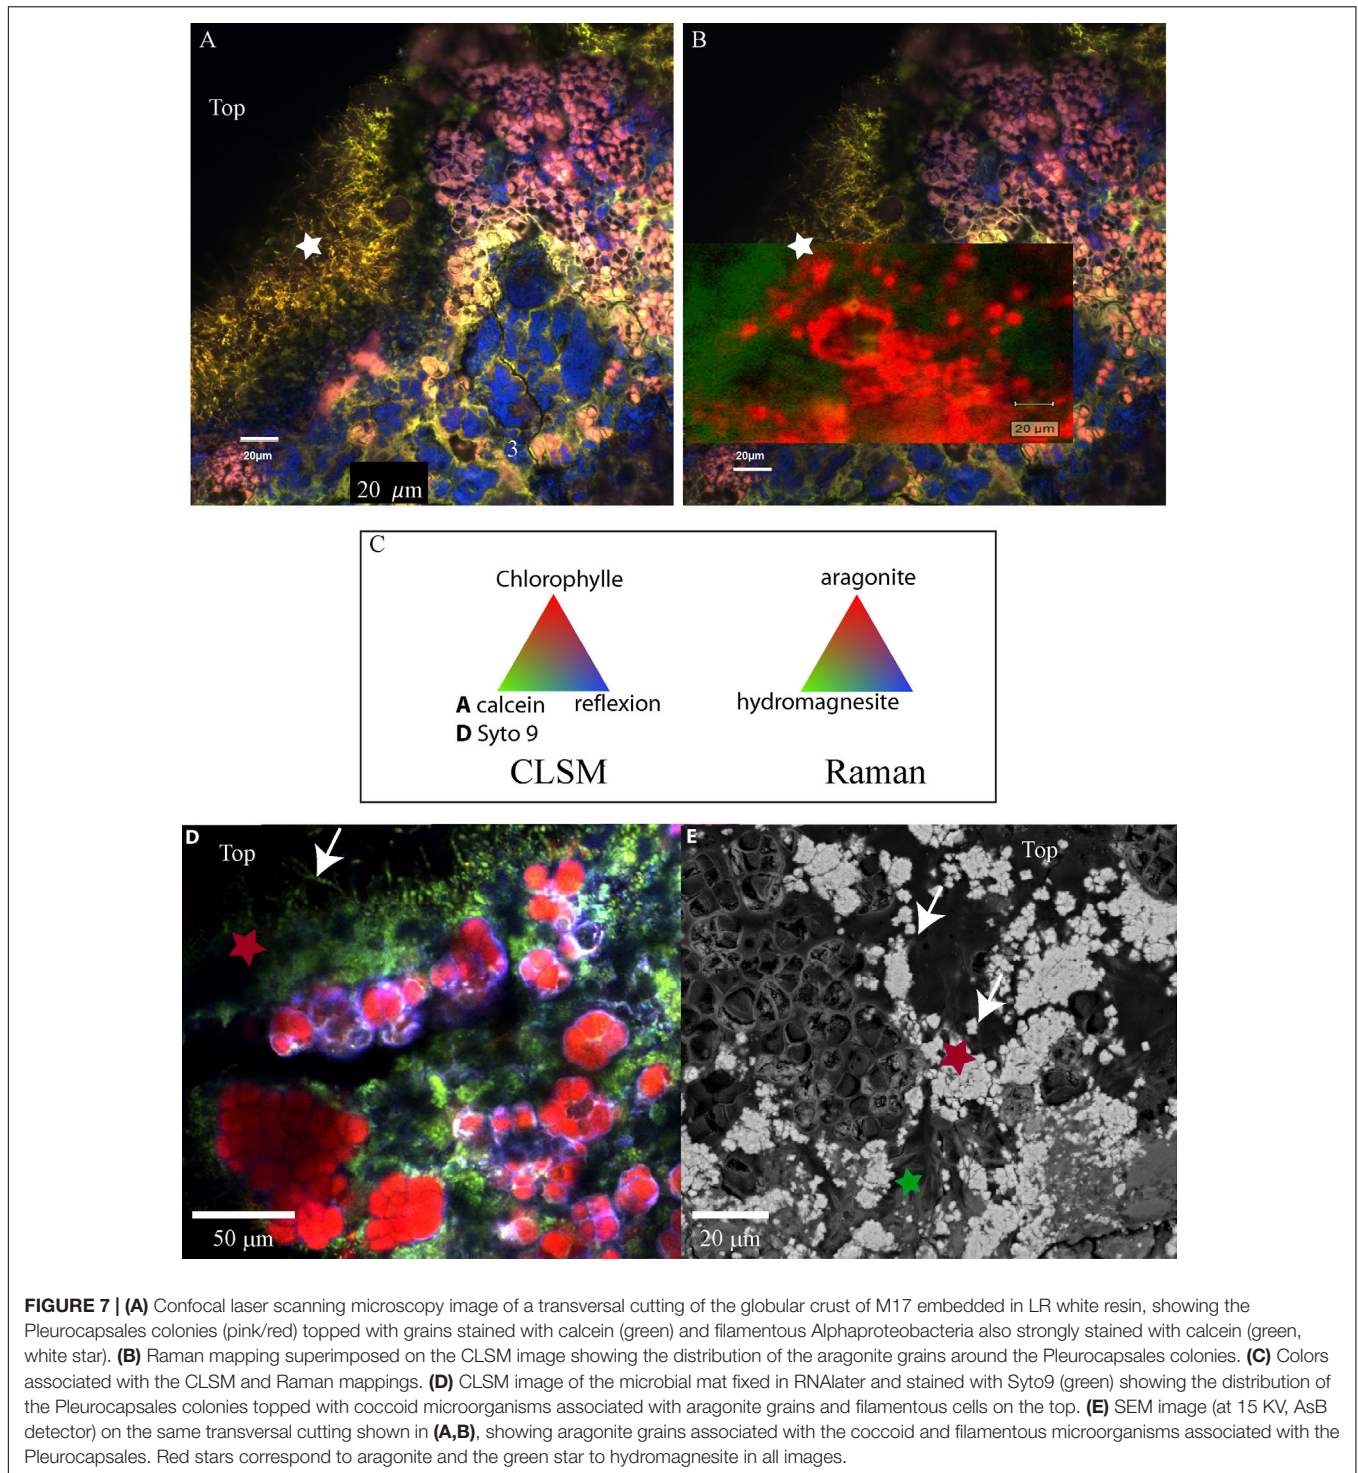 A
Top
20µm
20 µm
3
B
20 µm
20µm
C
Chlorophylle
A calcein
reflexion
D Syto 9
CLSM
aragonite
hydromagnesite
Raman
D
Top
50 µm
E
Top
20 µm
FIGURE 7 | (A) Confocal laser scanning microscopy image of a transversal cutting of the globular crust of M17 embedded in LR white resin, showing the
Pleurocapsales colonies (pink/red) topped with grains stained with calcein (green) and filamentous Alphaproteobacteria also strongly stained with calcein (green,
white star). (B) Raman mapping superimposed on the CLSM image showing the distribution of the aragonite grains around the Pleurocapsales colonies. (C) Colors
associated with the CLSM and Raman mappings. (D) CLSM image of the microbial mat fixed in RNAlater and stained with Syto9 (green) showing the distribution of
the Pleurocapsales colonies topped with coccoid microorganisms associated with aragonite grains and filamentous cells on the top. (E) SEM image (at 15 KV, AsB
detector) on the same transversal cutting shown in (A,B), showing aragonite grains associated with the coccoid and filamentous microorganisms associated with the
Pleurocapsales. Red stars correspond to aragonite and the green star to hydromagnesite in all images.